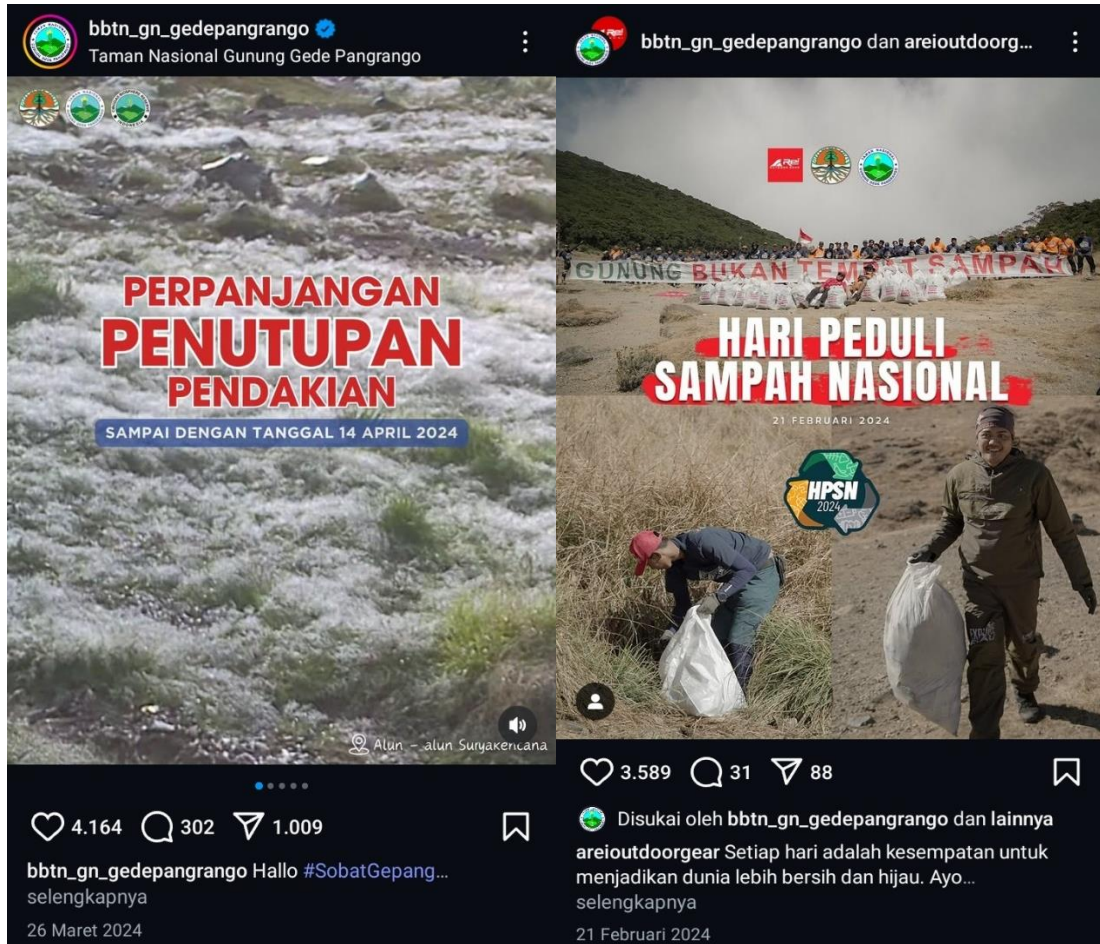 bbtn_gn_gedepangrango
Taman Nasional Gunung Gede Pangrango
PERPANJANGAN
PENUTUPAN
PENDAKIAN
SAMPAI DENGAN TANGGAL 14 APRIL 2024
Alun - alun Suryakencana
4.164 302 1.009
bbtn_gn_gedepangrango Hallo #SobatGepang...
selengkapnya
26 Maret 2024
bbtn_gn_gedepangrango dan areioutdoorg...
GUNUNG BUKAN TEMPAT SAMPAH
HARI PEDULI
SAMPAH NASIONAL
21 FEBRUARI 2024
HPSN
2024
3.589 31 88
Disukai oleh bbtn_gn_gedepangrango dan lainnya
areioutdoorgear Setiap hari adalah kesempatan untuk
menjadikan dunia lebih bersih dan hijau. Ayo...
selengkapnya
21 Februari 2024